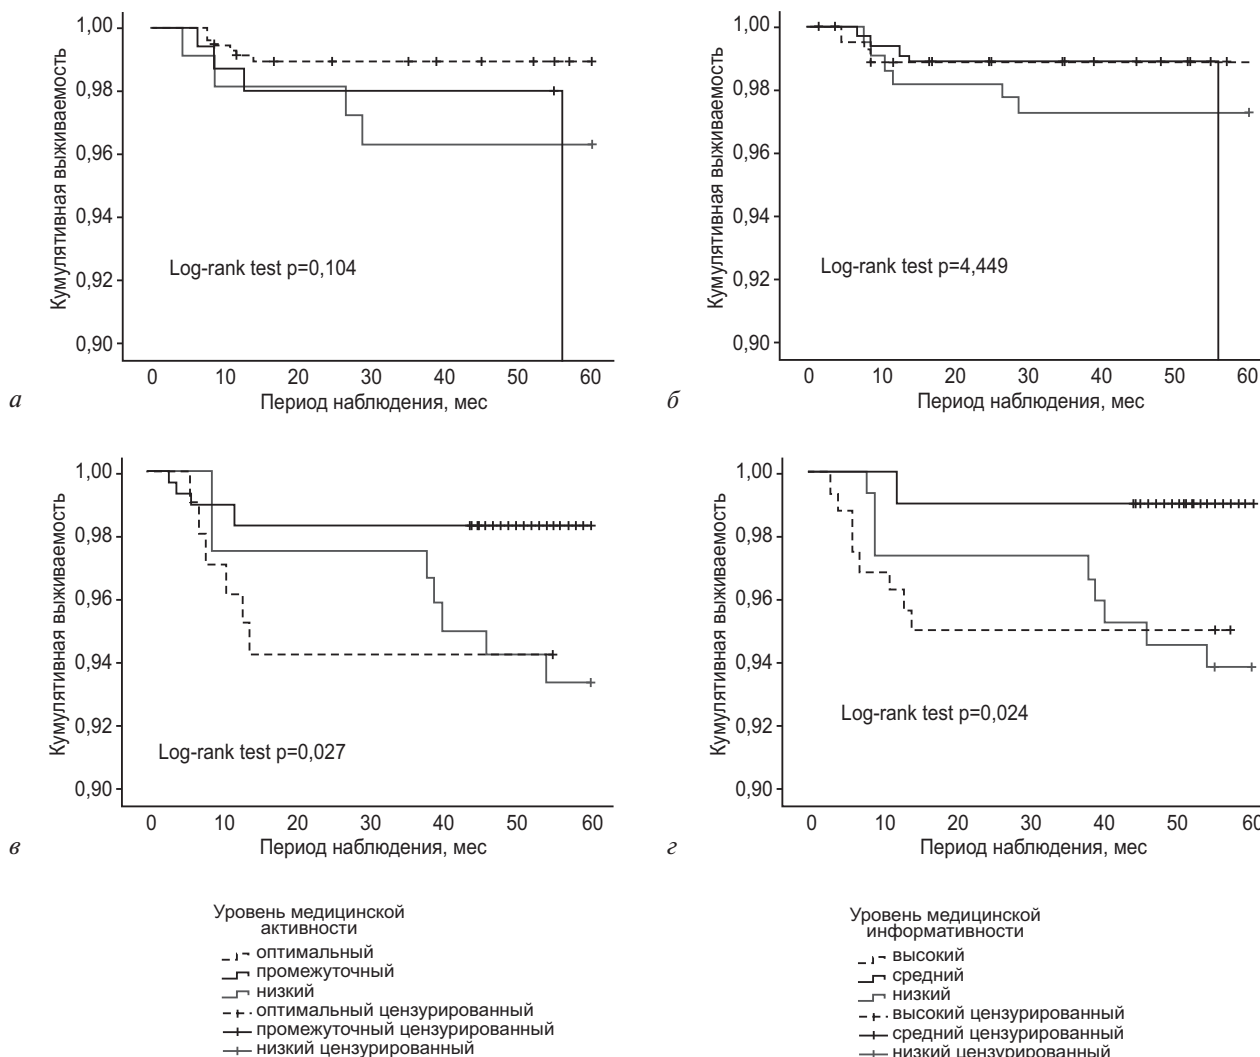 Кумулятивная выживаемость
1,00
0,98
0,96
0,94
0,92
0,90
Log-rank test p=0,104
0 10 20 30 40 50 60
Период наблюдения, мес
а
Кумулятивная выживаемость
1,00
0,98
0,96
0,94
0,92
0,90
Log-rank test p=4,449
0 10 20 30 40 50 60
Период наблюдения, мес
б
Кумулятивная выживаемость
1,00
0,98
0,96
0,94
0,92
0,90
Log-rank test p=0,027
0 10 20 30 40 50 60
Период наблюдения, мес
в
Кумулятивная выживаемость
1,00
0,98
0,96
0,94
0,92
0,90
Log-rank test p=0,024
0 10 20 30 40 50 60
Период наблюдения, мес
г
Уровень медицинской
активности
оптимальный
промежуточный
низкий
оптимальный цензурированный
промежуточный цензурированный
низкий цензурированный
Уровень медицинской
информативности
высокий
средний
низкий
высокий цензурированный
средний цензурированный
низкий цензурированный